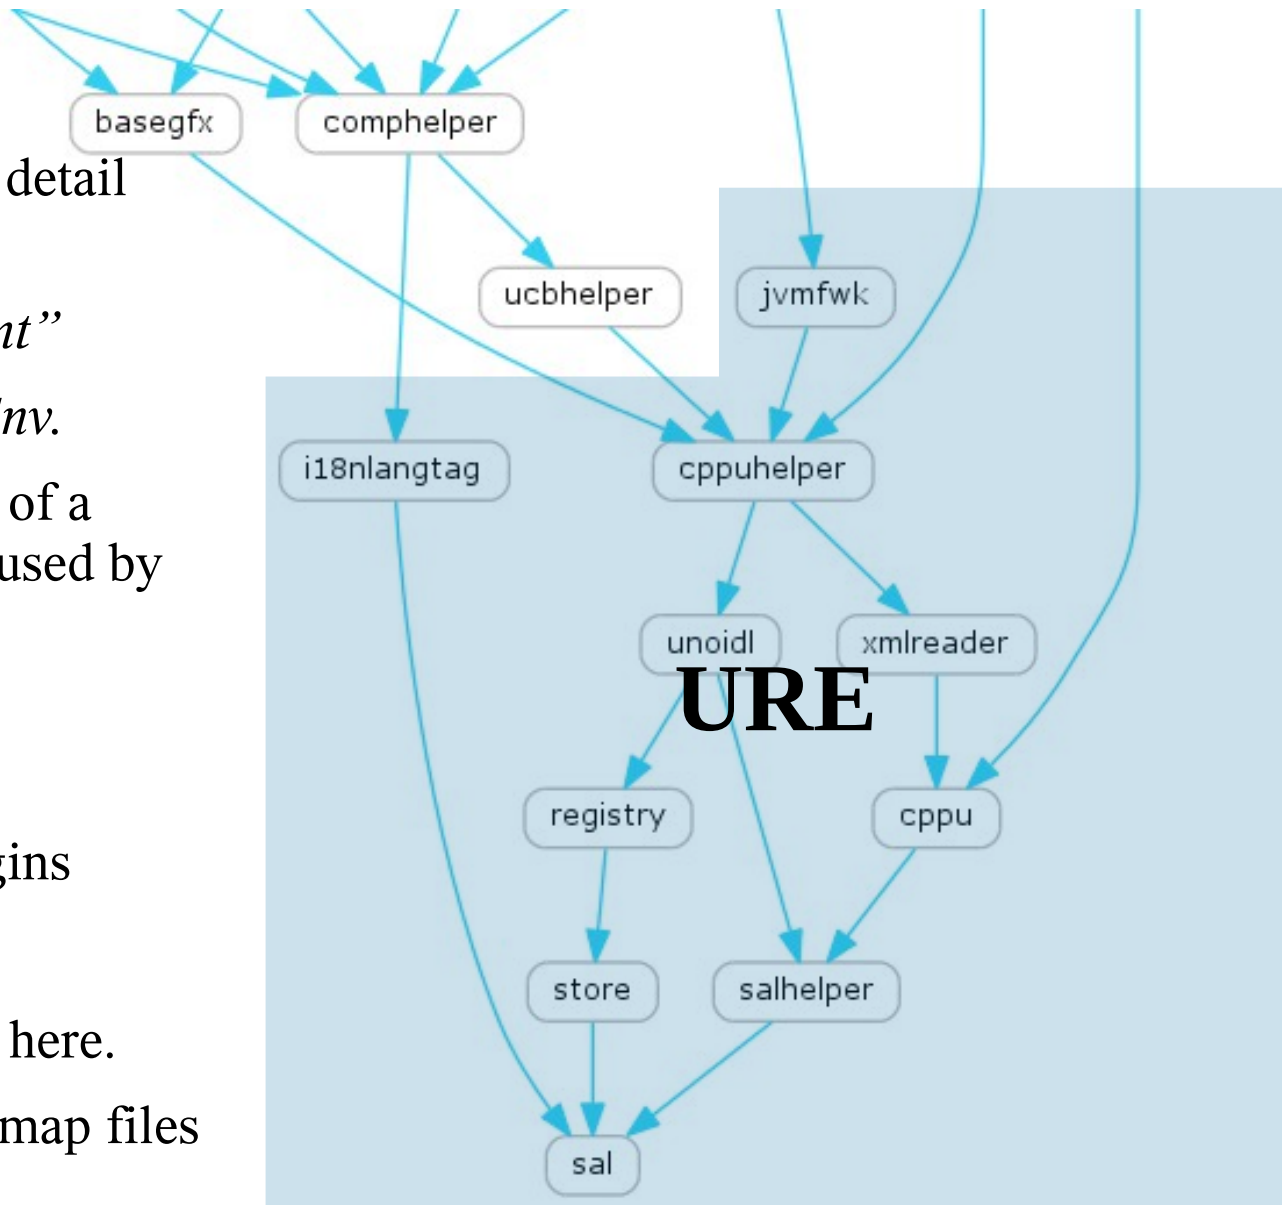 basegfx comphelper
detail
ucbhelper jvmfwk
nt”
nv.
i18nlangtag cppuhelper
of a
used by
unoidl xmlreader
URE
registry cppu
gins
store salhelper
here.
map files
sal